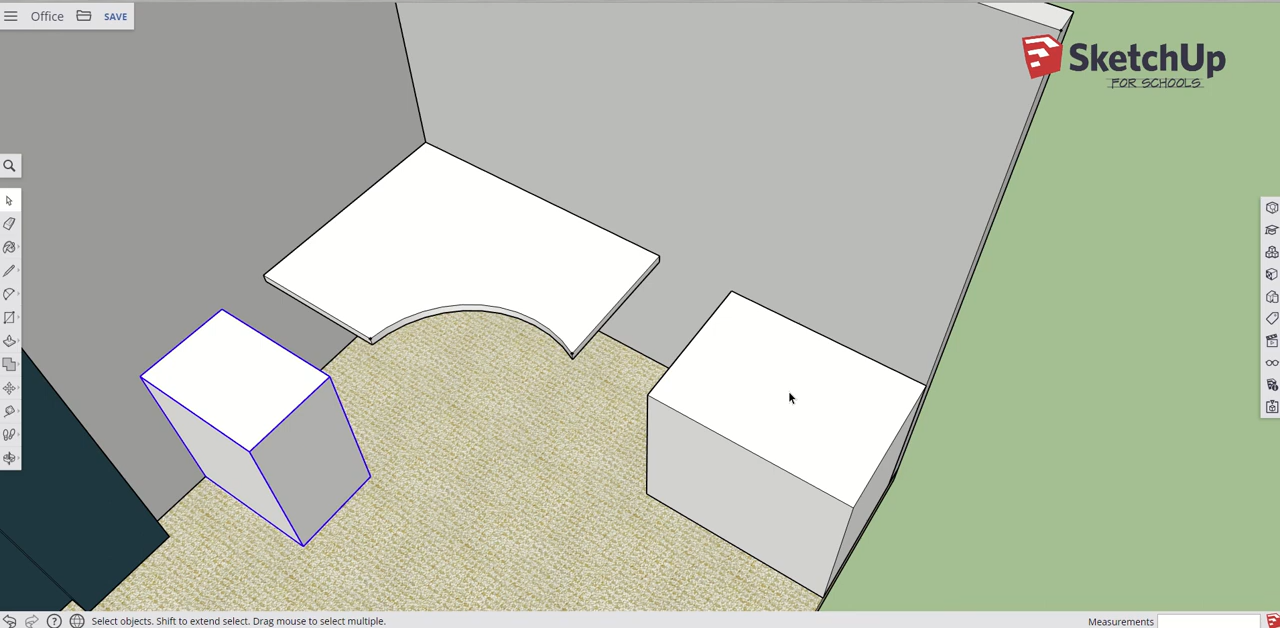 Office SAVE
SketchUp
FOR SCHOOLS
Select objects. Shift to extend select. Drag mouse to select multiple. Measurements